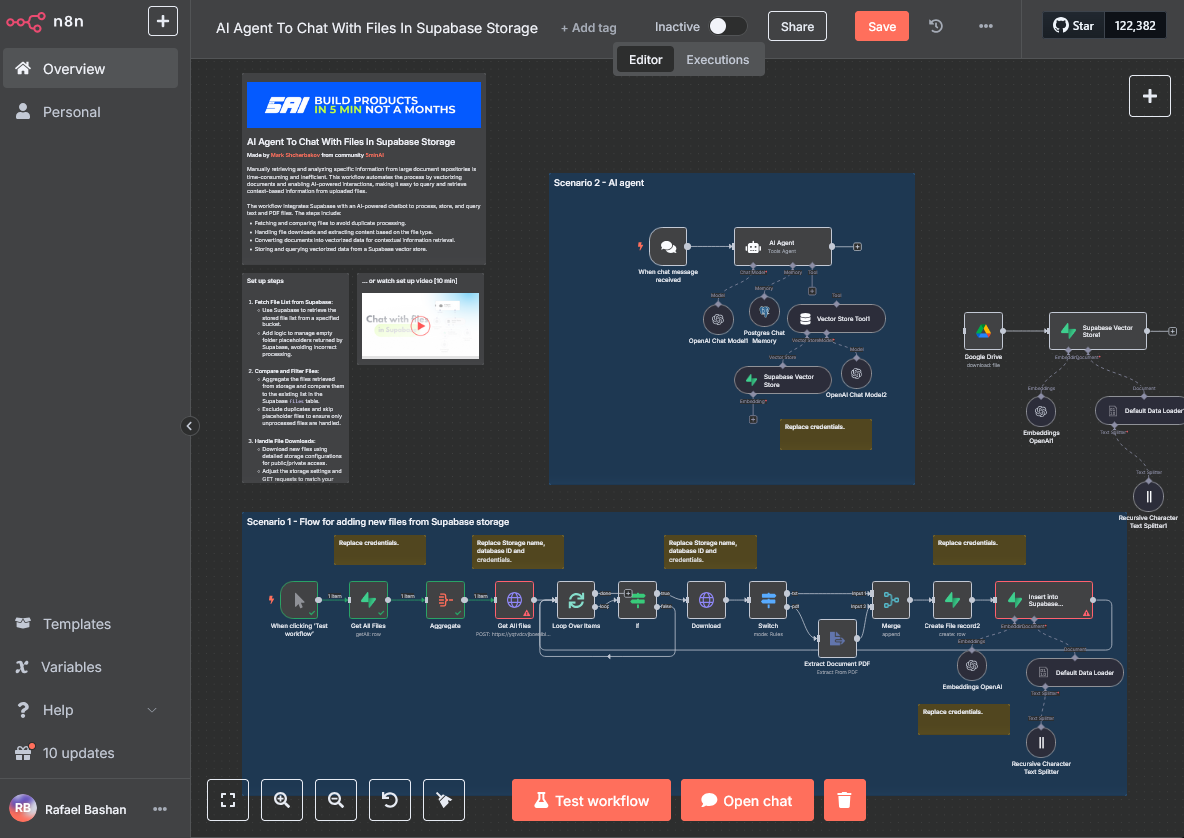 n8n
AI Agent To Chat With Files In Supabase Storage
+ Add tag
Inactive
Share
Save
Star
122,382
Editor
Executions
Overview
Personal
Templates
Variables
Help
10 updates
RB
Rafael Bashan
5AI BUILD PRODUCTS
IN 5 MIN NOT A MONTHS
AI Agent To Chat With Files In Supabase Storage
Made by Mark Shcherbakov from community 5minAI
Manually retrieving and analyzing specific information from large document repositories is
time-consuming and inefficient. This workflow automates the process by vectorizing
documents and enabling AI-powered interactions, making it easy to query and retrieve
context-based information from uploaded files.
The workflow integrates Supabase with an AI-powered chatbot to process, store, and query
text and PDF files. The steps include:
• Fetching and comparing files to avoid duplicate processing.
• Handling file downloads and extracting content based on the file type.
• Converting documents into vectorized data for contextual information retrieval.
• Storing and querying vectorized data from a Supabase vector store.
Set up steps
1. Fetch File List from Supabase:
Use Supabase to retrieve the
stored file list from a specified
bucket.
Add logic to manage empty
folder placeholders returned by
Supabase, avoiding incorrect
processing.
2. Compare and Filter Files:
Aggregate the files retrieved
from storage and compare them
to the existing list in the
Supabase files table.
Exclude duplicates and skip
placeholder files to ensure only
unprocessed files are handled.
3. Handle File Downloads:
Download new files using
detailed storage configurations
for public/private access.
Adjust the storage settings and
GET requests to match your
.... or watch set up video [10 min]
Chat with files
in Supabase
Scenario 2 - AI agent
When chat message
received
AI Agent
Tools Agent
Chat Model*
Memory
Tool
Model
Memory
Tool
OpenAI Chat Model1
Postgres Chat
Memory
Vector Store Tool1
Vector Store*
Model*
Vector Store
Model
Supabase Vector
Store
OpenAI Chat Model2
Embedding*
Replace credentials.
Google Drive
download: file
Supabase Vector
Store1
Embedding*
Document*
Embeddings
Document
Embeddings
OpenAI1
Default Data Loader
Text Splitter*
Text Splitter
Recursive Character
Text Splitter1
Scenario 1 - Flow for adding new files from Supabase storage
Replace credentials.
Replace Storage name,
database ID and
credentials.
Replace Storage name,
database ID and
credentials.
Replace credentials.
When clicking 'Test
workflow'
1 item
Get All Files
getAll: row
1 item
Aggregate
1 item
Get All files
Loop Over Items
done
loop
If
true
false
Download
Switch
mode: Rules
txt
pdf
Extract Document PDF
Extract From PDF
Input 1
Input 2
Merge
append
Create File record2
create: row
Insert into
Supabase...
Embedding*
Document*
Embeddings
Document
Embeddings OpenAI
Default Data Loader
Text Splitter*
Replace credentials.
Text Splitter
Recursive Character
Text Splitter
Test workflow
Open chat